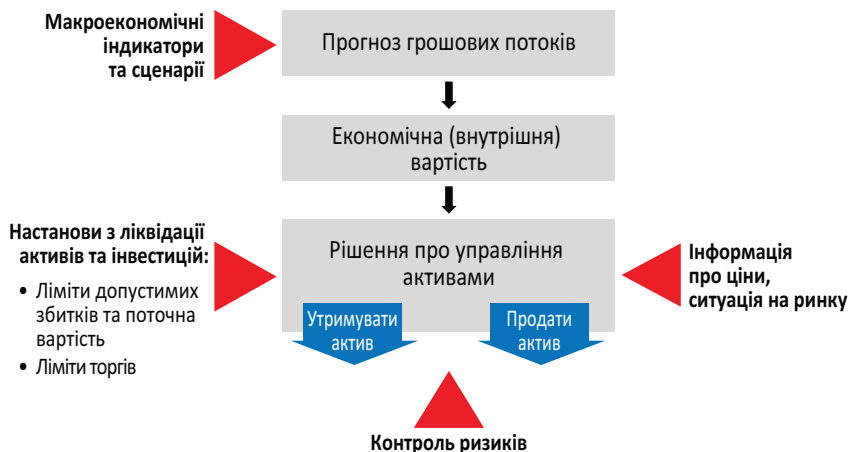 Макроекономічні
індикатори
та сценарії
Прогноз грошових потоків
Економічна (внутрішня)
вартість
Настанови з ліквідації
активів та інвестицій:
• Ліміти допустимих
збитків та поточна
вартість
• Ліміти торгів
Рішення про управління
активами
Утримувати
актив
Продати
актив
Інформація
про ціни,
ситуація на ринку
Контроль ризиків